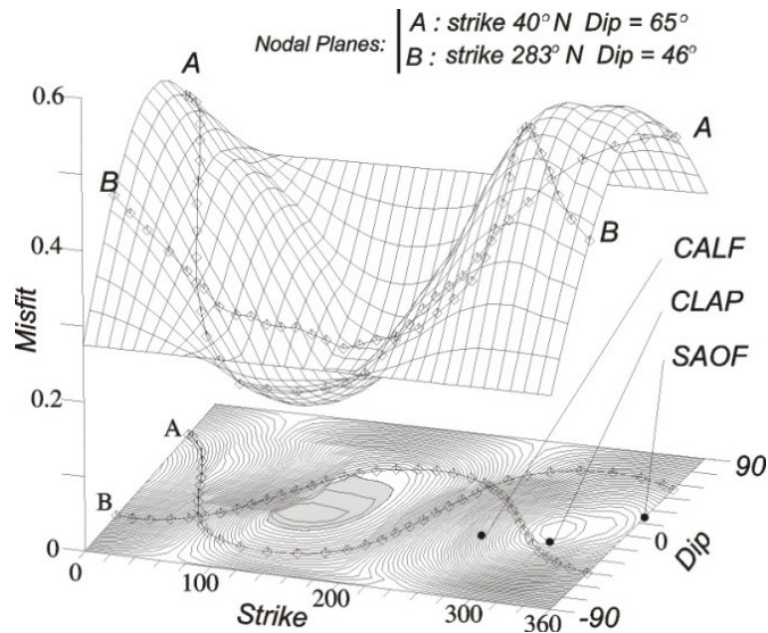 Nodal Planes:
A : strike 40° N Dip = 65°
B : strike 283° N Dip = 46°
A
0.6
A
B
B
CALF
0.4
CLAP
Misfit
SAOF
0.2
A
90
B
0
Dip
0
0
100
200
300
360
-90
Strike